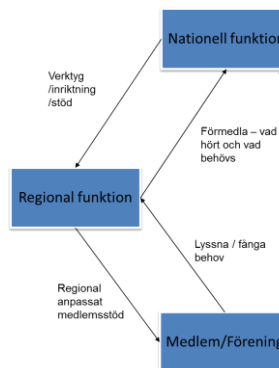 Nationell funktion
Verktyg
/inriktning
/stöd
Förmedla – vad
hört och vad
behövs
Regional funktion
Lyssna / fånga
behov
Regional
anpassat
medlemsstöd
Medlem/Förening